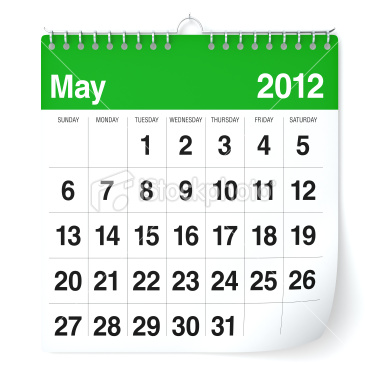 May 2012
SUNDAY MONDAY TUESDAY WEDNESDAY THURSDAY FRIDAY SATURDAY
1 2 3 4 5
6 7 8 9 10 11 12
iStockphoto
13 14 15 16 17 18 19
20 21 22 23 24 25 26
27 28 29 30 31